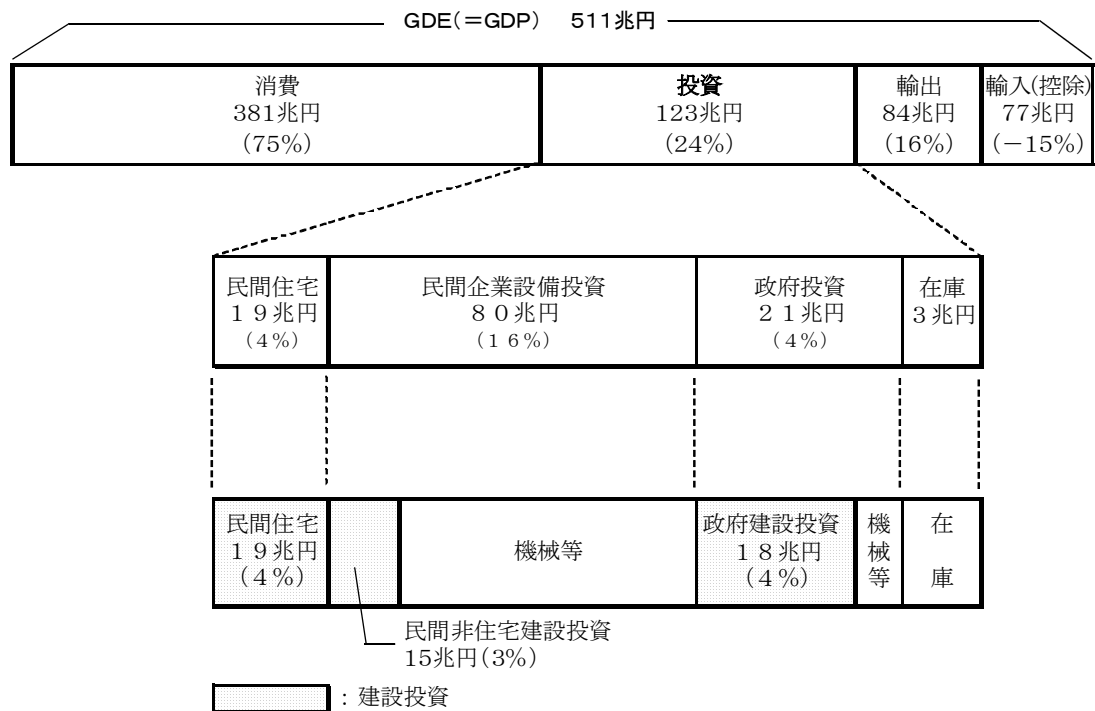 GDE(＝GDP)　511兆円
消費
381兆円
(75%)
投資
123兆円
(24%)
輸出
84兆円
(16%)
輸入(控除)
77兆円
(－15%)
民間住宅
１９兆円
(４%)
民間企業設備投資
８０兆円
(１６%)
政府投資
２１兆円
(４%)
在庫
３兆円
民間住宅
１９兆円
(４%)
機械等
政府建設投資
１８兆円
(４%)
機
械
等
在
庫
民間非住宅建設投資
15兆円(3%)
：建設投資